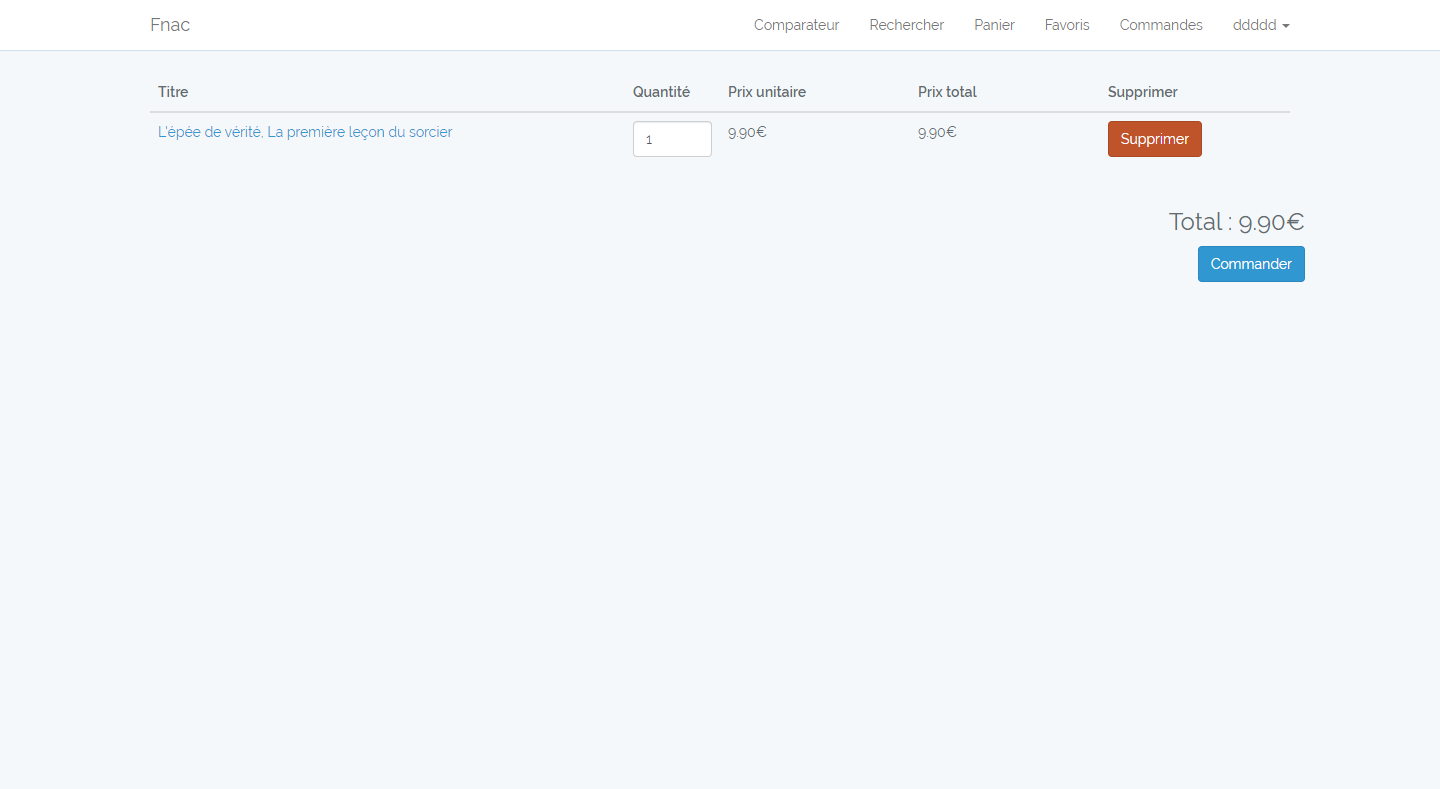 Fnac Comparateur Rechercher Panier Favoris Commandes ddddd
Titre Quantité Prix unitaire Prix total Supprimer
L'épée de vérité, La première leçon du sorcier 1 9.90€ 9.90€ Supprimer
Total : 9.90€
Commander